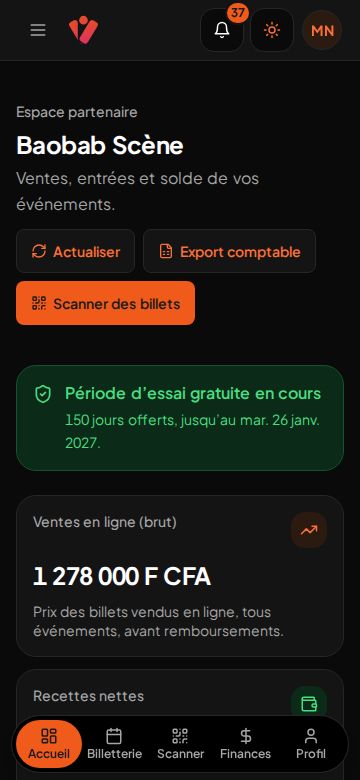 37
MN
Espace partenaire
Baobab Scène
Ventes, entrées et solde de vos
événements.
Actualiser
Export comptable
Scanner des billets
Période d’essai gratuite en cours
150 jours offerts, jusqu’au mar. 26 janv.
2027.
Ventes en ligne (brut)
1 278 000 F CFA
Prix des billets vendus en ligne, tous
événements, avant remboursements.
Recettes nettes
Accueil
Billetterie
Scanner
Finances
Profil